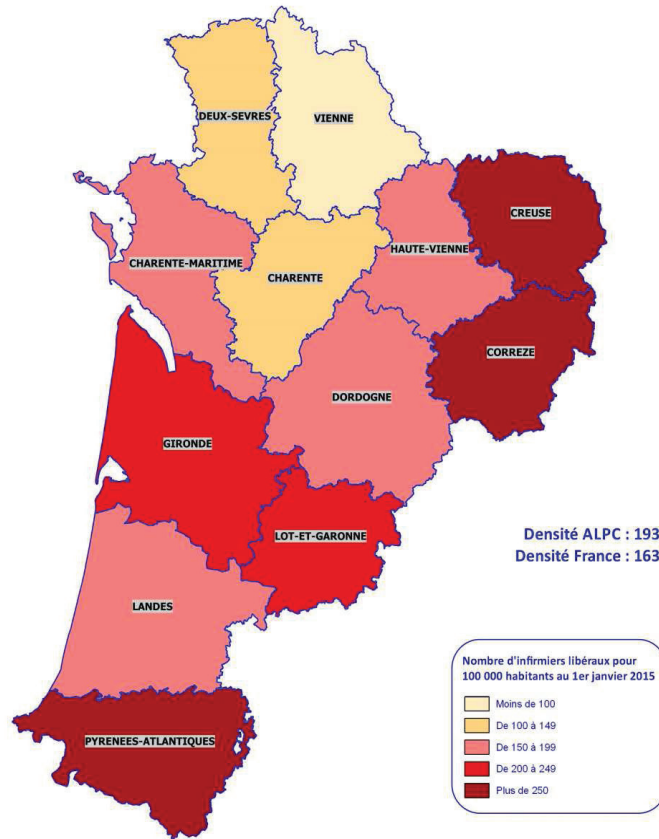 DEUX-SEVRES
VIENNE
CREUSE
CHARENTE-MARITIME
HAUTE-VIENNE
CHARENTE
CORREZE
DORDOGNE
GIRONDE
LOT-ET-GARONNE
Densité ALPC : 193
Densité France : 163
LANDES
PYRENEES-ATLANTIQUES
Nombre d'infirmiers libéraux pour
100 000 habitants au 1er janvier 2015
Moins de 100
De 100 à 149
De 150 à 199
De 200 à 249
Plus de 250